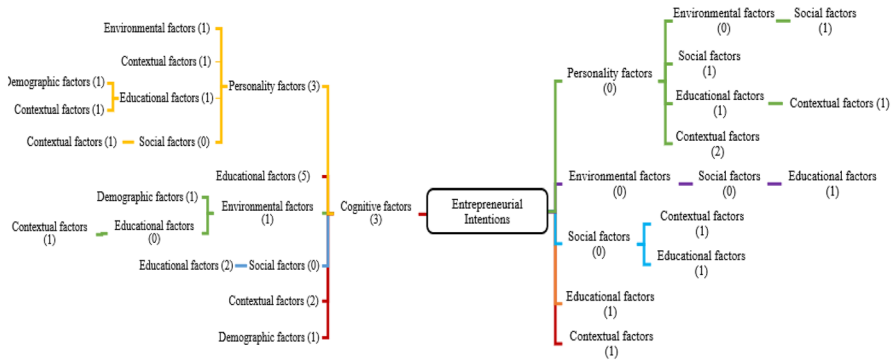 Environmental factors (1)
Contextual factors (1)
Demographic factors (1)
Contextual factors (1)
Educational factors (1)
Personality factors (3)
Contextual factors (1)
Social factors (0)
Educational factors (5)
Demographic factors (1)
Environmental factors
(1)
Contextual factors
(1)
Educational factors
(0)
Cognitive factors
(3)
Educational factors (2)
Social factors (0)
Contextual factors (2)
Demographic factors (1)
Entrepreneurial
Intentions
Personality factors
(0)
Environmental factors
(0)
Social factors
(1)
Social factors
(1)
Educational factors
(1)
Contextual factors (1)
Contextual factors
(2)
Environmental factors
(0)
Social factors
(0)
Educational factors
(1)
Social factors
(0)
Contextual factors
(1)
Educational factors
(1)
Educational factors
(1)
Contextual factors
(1)